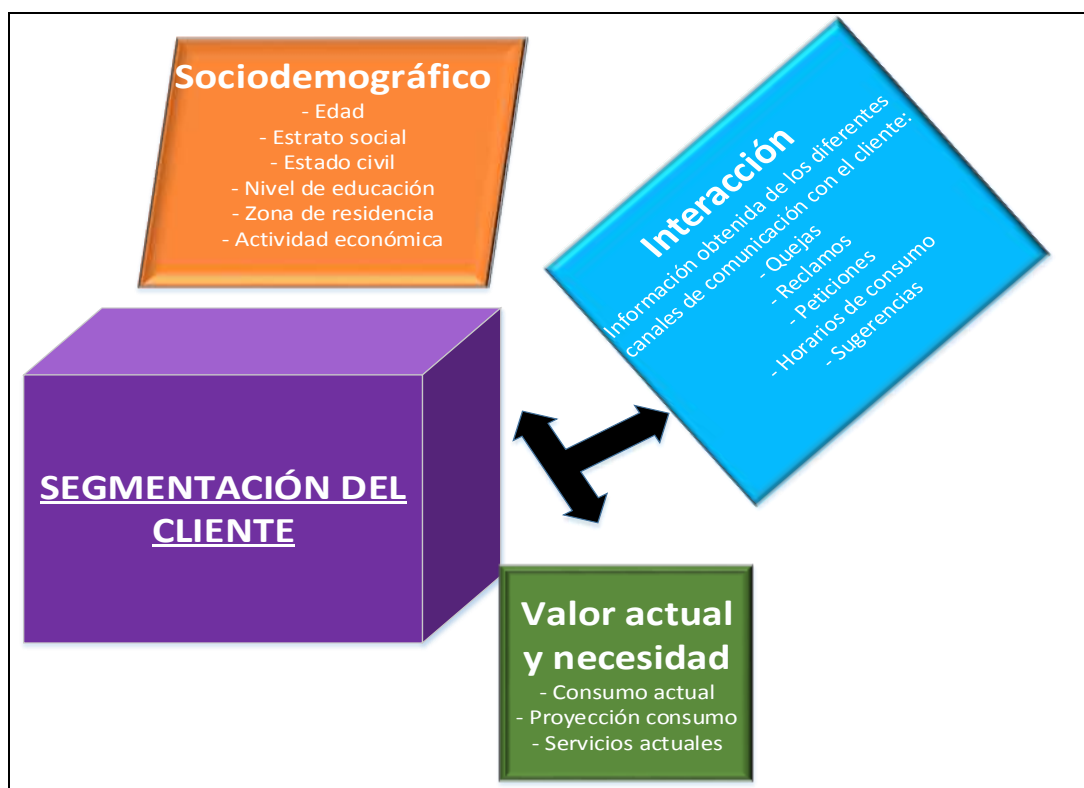 Sociodemográfico
- Edad
- Estrato social
- Estado civil
- Nivel de educación
- Zona de residencia
- Actividad económica
Interacción
Información obtenida de los diferentes
canales de comunicación con el cliente:
- Quejas
- Reclamos
- Peticiones
- Horarios de consumo
- Sugerencias
SEGMENTACIÓN DEL
CLIENTE
Valor actual
y necesidad
- Consumo actual
- Proyección consumo
- Servicios actuales